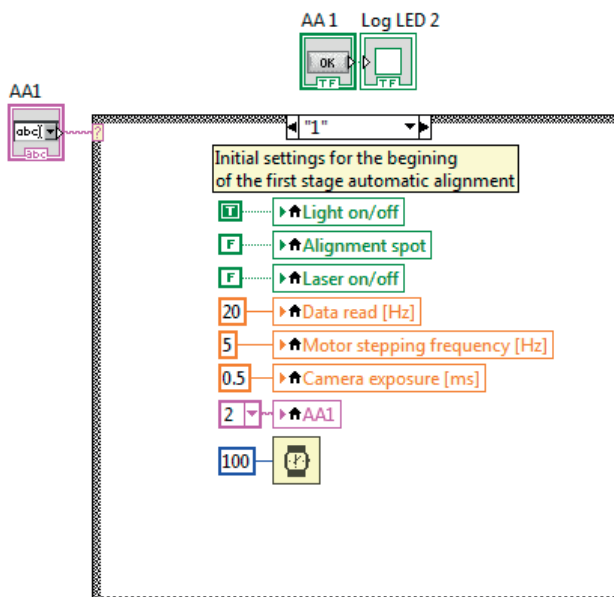 AA 1 Log LED 2
OK
TF TF
AA1
abc
abc
?
"1"
Initial settings for the begining
of the first stage automatic alignment
T Light on/off
F Alignment spot
F Laser on/off
20 Data read [Hz]
5 Motor stepping frequency [Hz]
0.5 Camera exposure [ms]
2 AA1
100